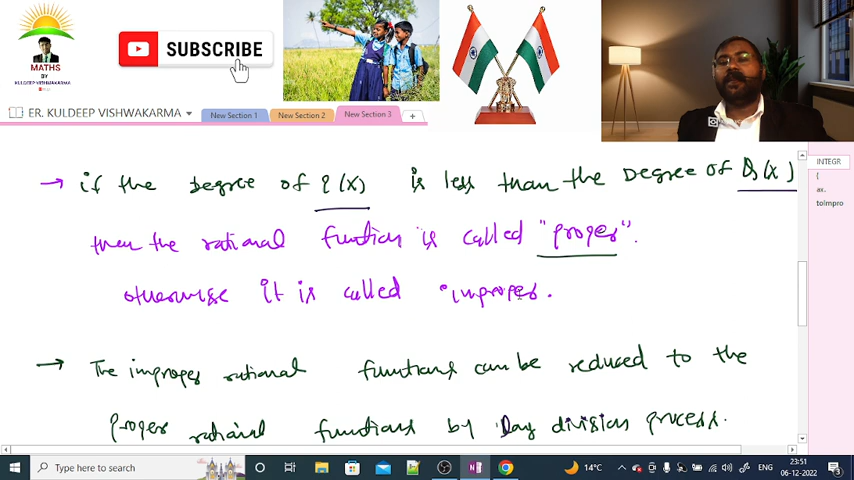 SUBSCRIBE
MATHS
BY
KULDEEP VISHWAKARMA
ER. KULDEEP VISHWAKARMA
New Section 1
New Section 2
New Section 3
+
INTEGR
(
ax.
toImpro
→ if the Degree of P(x) is less than the Degree of Q(x)
then the rational function is called "proper".
otherwise it is called "improper.
→ The improper rational functions can be reduced to the
proper rational functions by long division process.
Type here to search
14°C
ENG
23:51
06-12-2022
3